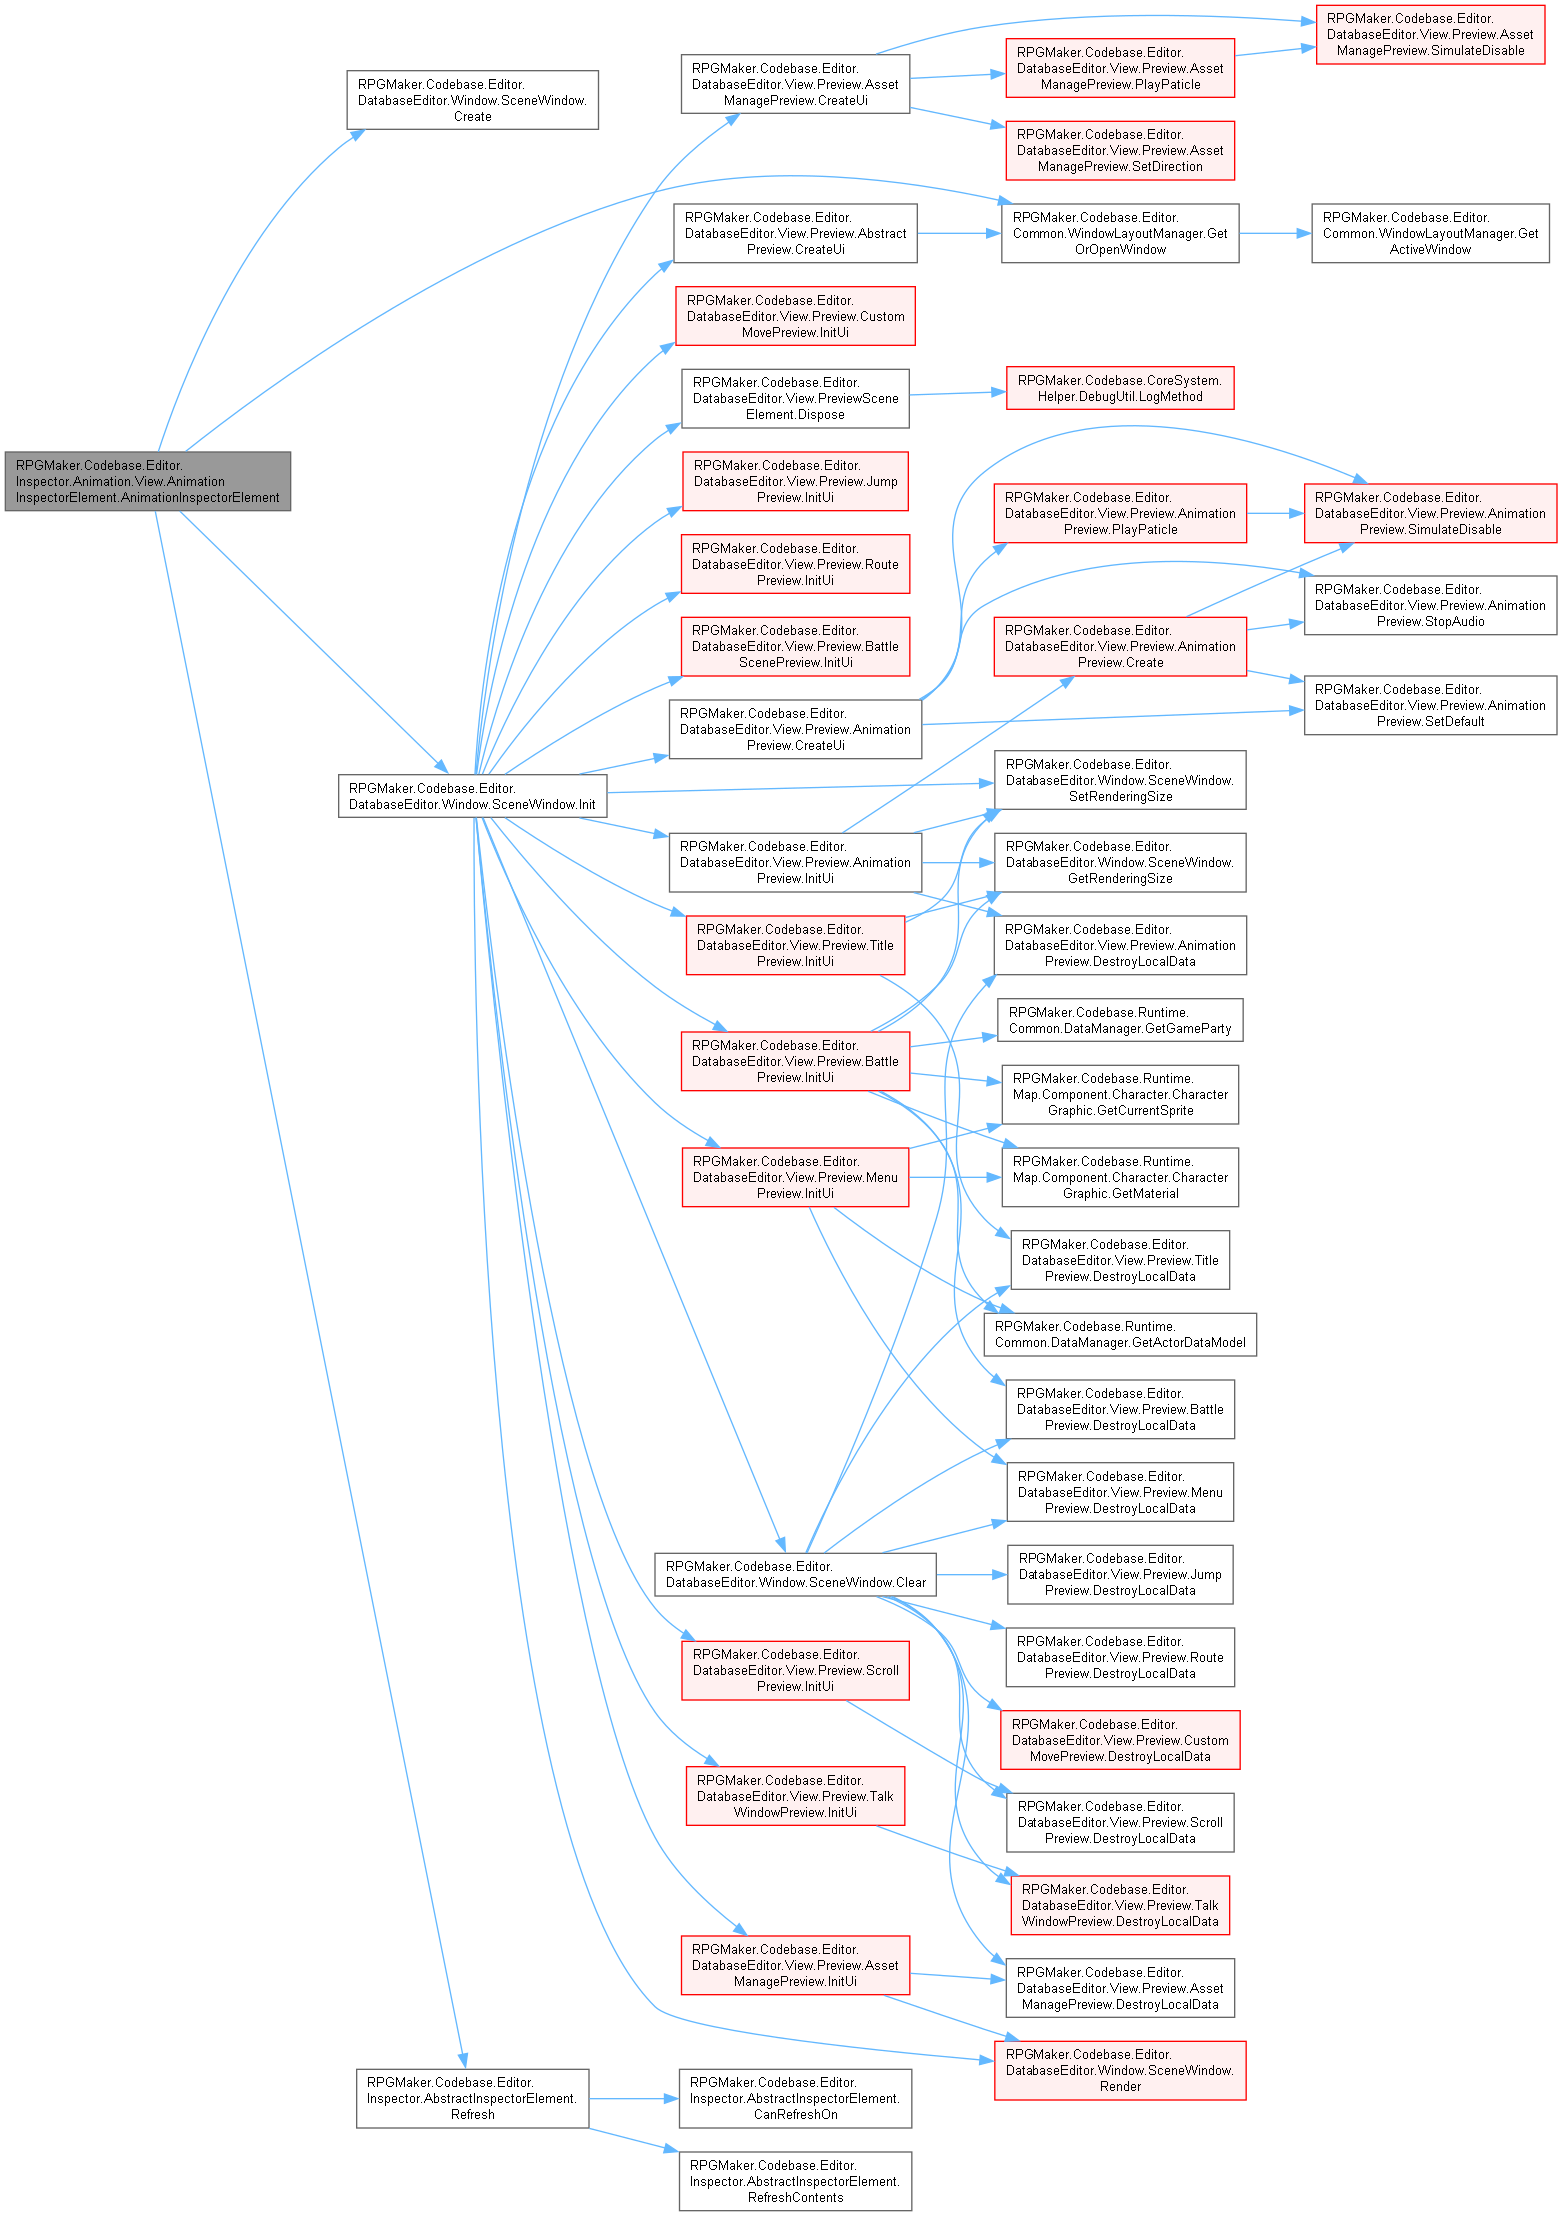 RPGMaker.Codebase.Editor.
Inspector.Animation.View.Animation
InspectorElement.AnimationInspectorElement
RPGMaker.Codebase.Editor.
DatabaseEditor.Window.SceneWindow.
Create
RPGMaker.Codebase.Editor.
DatabaseEditor.Window.SceneWindow.Init
RPGMaker.Codebase.Editor.
Inspector.AbstractInspectorElement.
Refresh
RPGMaker.Codebase.Editor.
DatabaseEditor.View.Preview.Asset
ManagePreview.CreateUi
RPGMaker.Codebase.Editor.
DatabaseEditor.View.Preview.Abstract
Preview.CreateUi
RPGMaker.Codebase.Editor.
DatabaseEditor.View.Preview.Custom
MovePreview.InitUi
RPGMaker.Codebase.Editor.
DatabaseEditor.View.PreviewScene
Element.Dispose
RPGMaker.Codebase.Editor.
DatabaseEditor.View.Preview.Jump
Preview.InitUi
RPGMaker.Codebase.Editor.
DatabaseEditor.View.Preview.Route
Preview.InitUi
RPGMaker.Codebase.Editor.
DatabaseEditor.View.Preview.Battle
ScenePreview.InitUi
RPGMaker.Codebase.Editor.
DatabaseEditor.View.Preview.Animation
Preview.CreateUi
RPGMaker.Codebase.Editor.
DatabaseEditor.View.Preview.Animation
Preview.InitUi
RPGMaker.Codebase.Editor.
DatabaseEditor.View.Preview.Title
Preview.InitUi
RPGMaker.Codebase.Editor.
DatabaseEditor.View.Preview.Battle
Preview.InitUi
RPGMaker.Codebase.Editor.
DatabaseEditor.View.Preview.Menu
Preview.InitUi
RPGMaker.Codebase.Editor.
DatabaseEditor.Window.SceneWindow.Clear
RPGMaker.Codebase.Editor.
DatabaseEditor.View.Preview.Scroll
Preview.InitUi
RPGMaker.Codebase.Editor.
DatabaseEditor.View.Preview.Talk
WindowPreview.InitUi
RPGMaker.Codebase.Editor.
DatabaseEditor.View.Preview.Asset
ManagePreview.InitUi
RPGMaker.Codebase.Editor.
Inspector.AbstractInspectorElement.
CanRefreshOn
RPGMaker.Codebase.Editor.
Inspector.AbstractInspectorElement.
RefreshContents
RPGMaker.Codebase.Editor.
DatabaseEditor.View.Preview.Asset
ManagePreview.PlayPaticle
RPGMaker.Codebase.Editor.
DatabaseEditor.View.Preview.Asset
ManagePreview.SetDirection
RPGMaker.Codebase.Editor.
Common.WindowLayoutManager.Get
OrOpenWindow
RPGMaker.Codebase.CoreSystem.
Helper.DebugUtil.LogMethod
RPGMaker.Codebase.Editor.
DatabaseEditor.View.Preview.Animation
Preview.PlayPaticle
RPGMaker.Codebase.Editor.
DatabaseEditor.View.Preview.Animation
Preview.Create
RPGMaker.Codebase.Editor.
DatabaseEditor.Window.SceneWindow.
SetRenderingSize
RPGMaker.Codebase.Editor.
DatabaseEditor.Window.SceneWindow.
GetRenderingSize
RPGMaker.Codebase.Editor.
DatabaseEditor.View.Preview.Animation
Preview.DestroyLocalData
RPGMaker.Codebase.Runtime.
Common.DataManager.GetGameParty
RPGMaker.Codebase.Runtime.
Map.Component.Character.Character
Graphic.GetCurrentSprite
RPGMaker.Codebase.Runtime.
Map.Component.Character.Character
Graphic.GetMaterial
RPGMaker.Codebase.Editor.
DatabaseEditor.View.Preview.Title
Preview.DestroyLocalData
RPGMaker.Codebase.Runtime.
Common.DataManager.GetActorDataModel
RPGMaker.Codebase.Editor.
DatabaseEditor.View.Preview.Battle
Preview.DestroyLocalData
RPGMaker.Codebase.Editor.
DatabaseEditor.View.Preview.Menu
Preview.DestroyLocalData
RPGMaker.Codebase.Editor.
DatabaseEditor.View.Preview.Jump
Preview.DestroyLocalData
RPGMaker.Codebase.Editor.
DatabaseEditor.View.Preview.Route
Preview.DestroyLocalData
RPGMaker.Codebase.Editor.
DatabaseEditor.View.Preview.Custom
MovePreview.DestroyLocalData
RPGMaker.Codebase.Editor.
DatabaseEditor.View.Preview.Scroll
Preview.DestroyLocalData
RPGMaker.Codebase.Editor.
DatabaseEditor.View.Preview.Talk
WindowPreview.DestroyLocalData
RPGMaker.Codebase.Editor.
DatabaseEditor.View.Preview.Asset
ManagePreview.DestroyLocalData
RPGMaker.Codebase.Editor.
DatabaseEditor.Window.SceneWindow.
Render
RPGMaker.Codebase.Editor.
DatabaseEditor.View.Preview.Asset
ManagePreview.SimulateDisable
RPGMaker.Codebase.Editor.
Common.WindowLayoutManager.Get
ActiveWindow
RPGMaker.Codebase.Editor.
DatabaseEditor.View.Preview.Animation
Preview.SimulateDisable
RPGMaker.Codebase.Editor.
DatabaseEditor.View.Preview.Animation
Preview.StopAudio
RPGMaker.Codebase.Editor.
DatabaseEditor.View.Preview.Animation
Preview.SetDefault